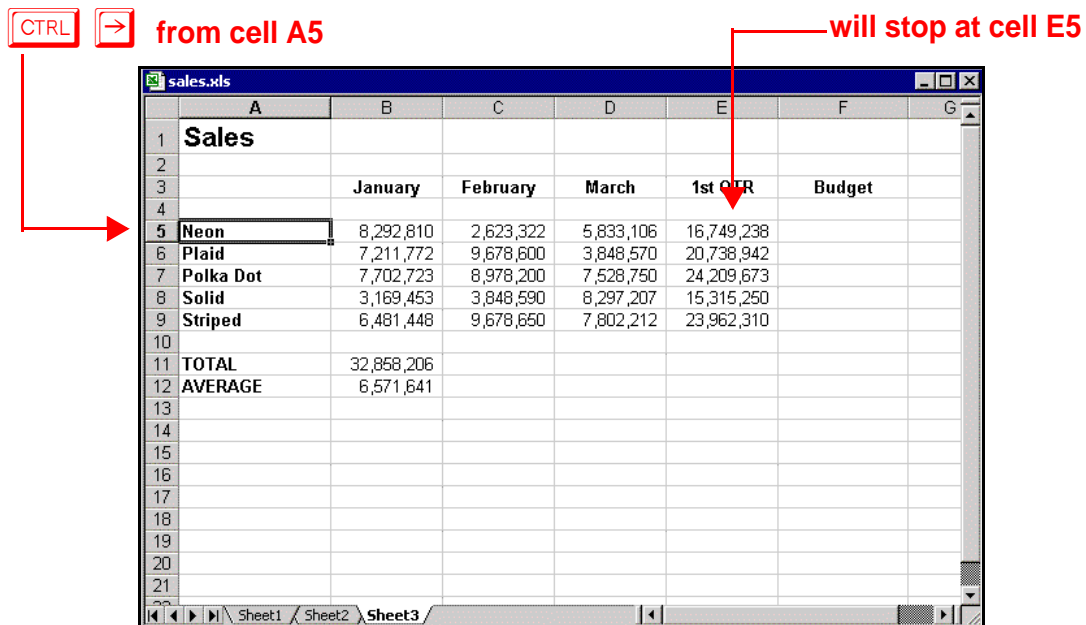 CTRL → from cell A5
will stop at cell E5
sales.xls
A B C D E F G
1 Sales
2
3 January February March 1st QTR Budget
4
5 Neon 8,292,810 2,623,322 5,833,106 16,749,238
6 Plaid 7,211,772 9,678,600 3,848,570 20,738,942
7 Polka Dot 7,702,723 8,978,200 7,528,750 24,209,673
8 Solid 3,169,453 3,848,590 8,297,207 15,315,250
9 Striped 6,481,448 9,678,650 7,802,212 23,962,310
10
11 TOTAL 32,858,206
12 AVERAGE 6,571,641
13
14
15
16
17
18
19
20
21
Sheet1 Sheet2 Sheet3